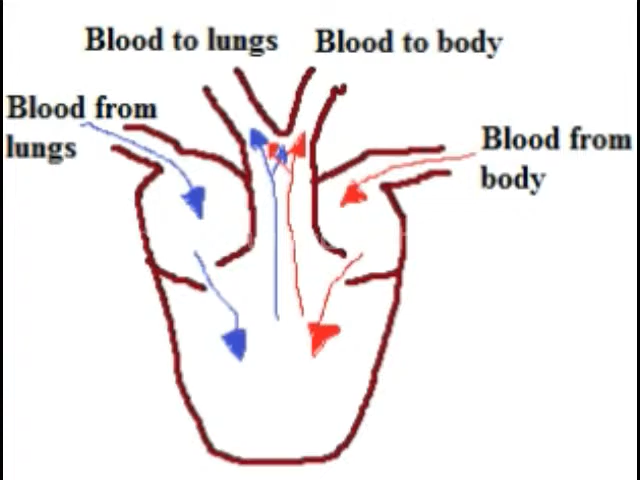 Blood to lungs
Blood to body
Blood from
lungs
Blood from
body